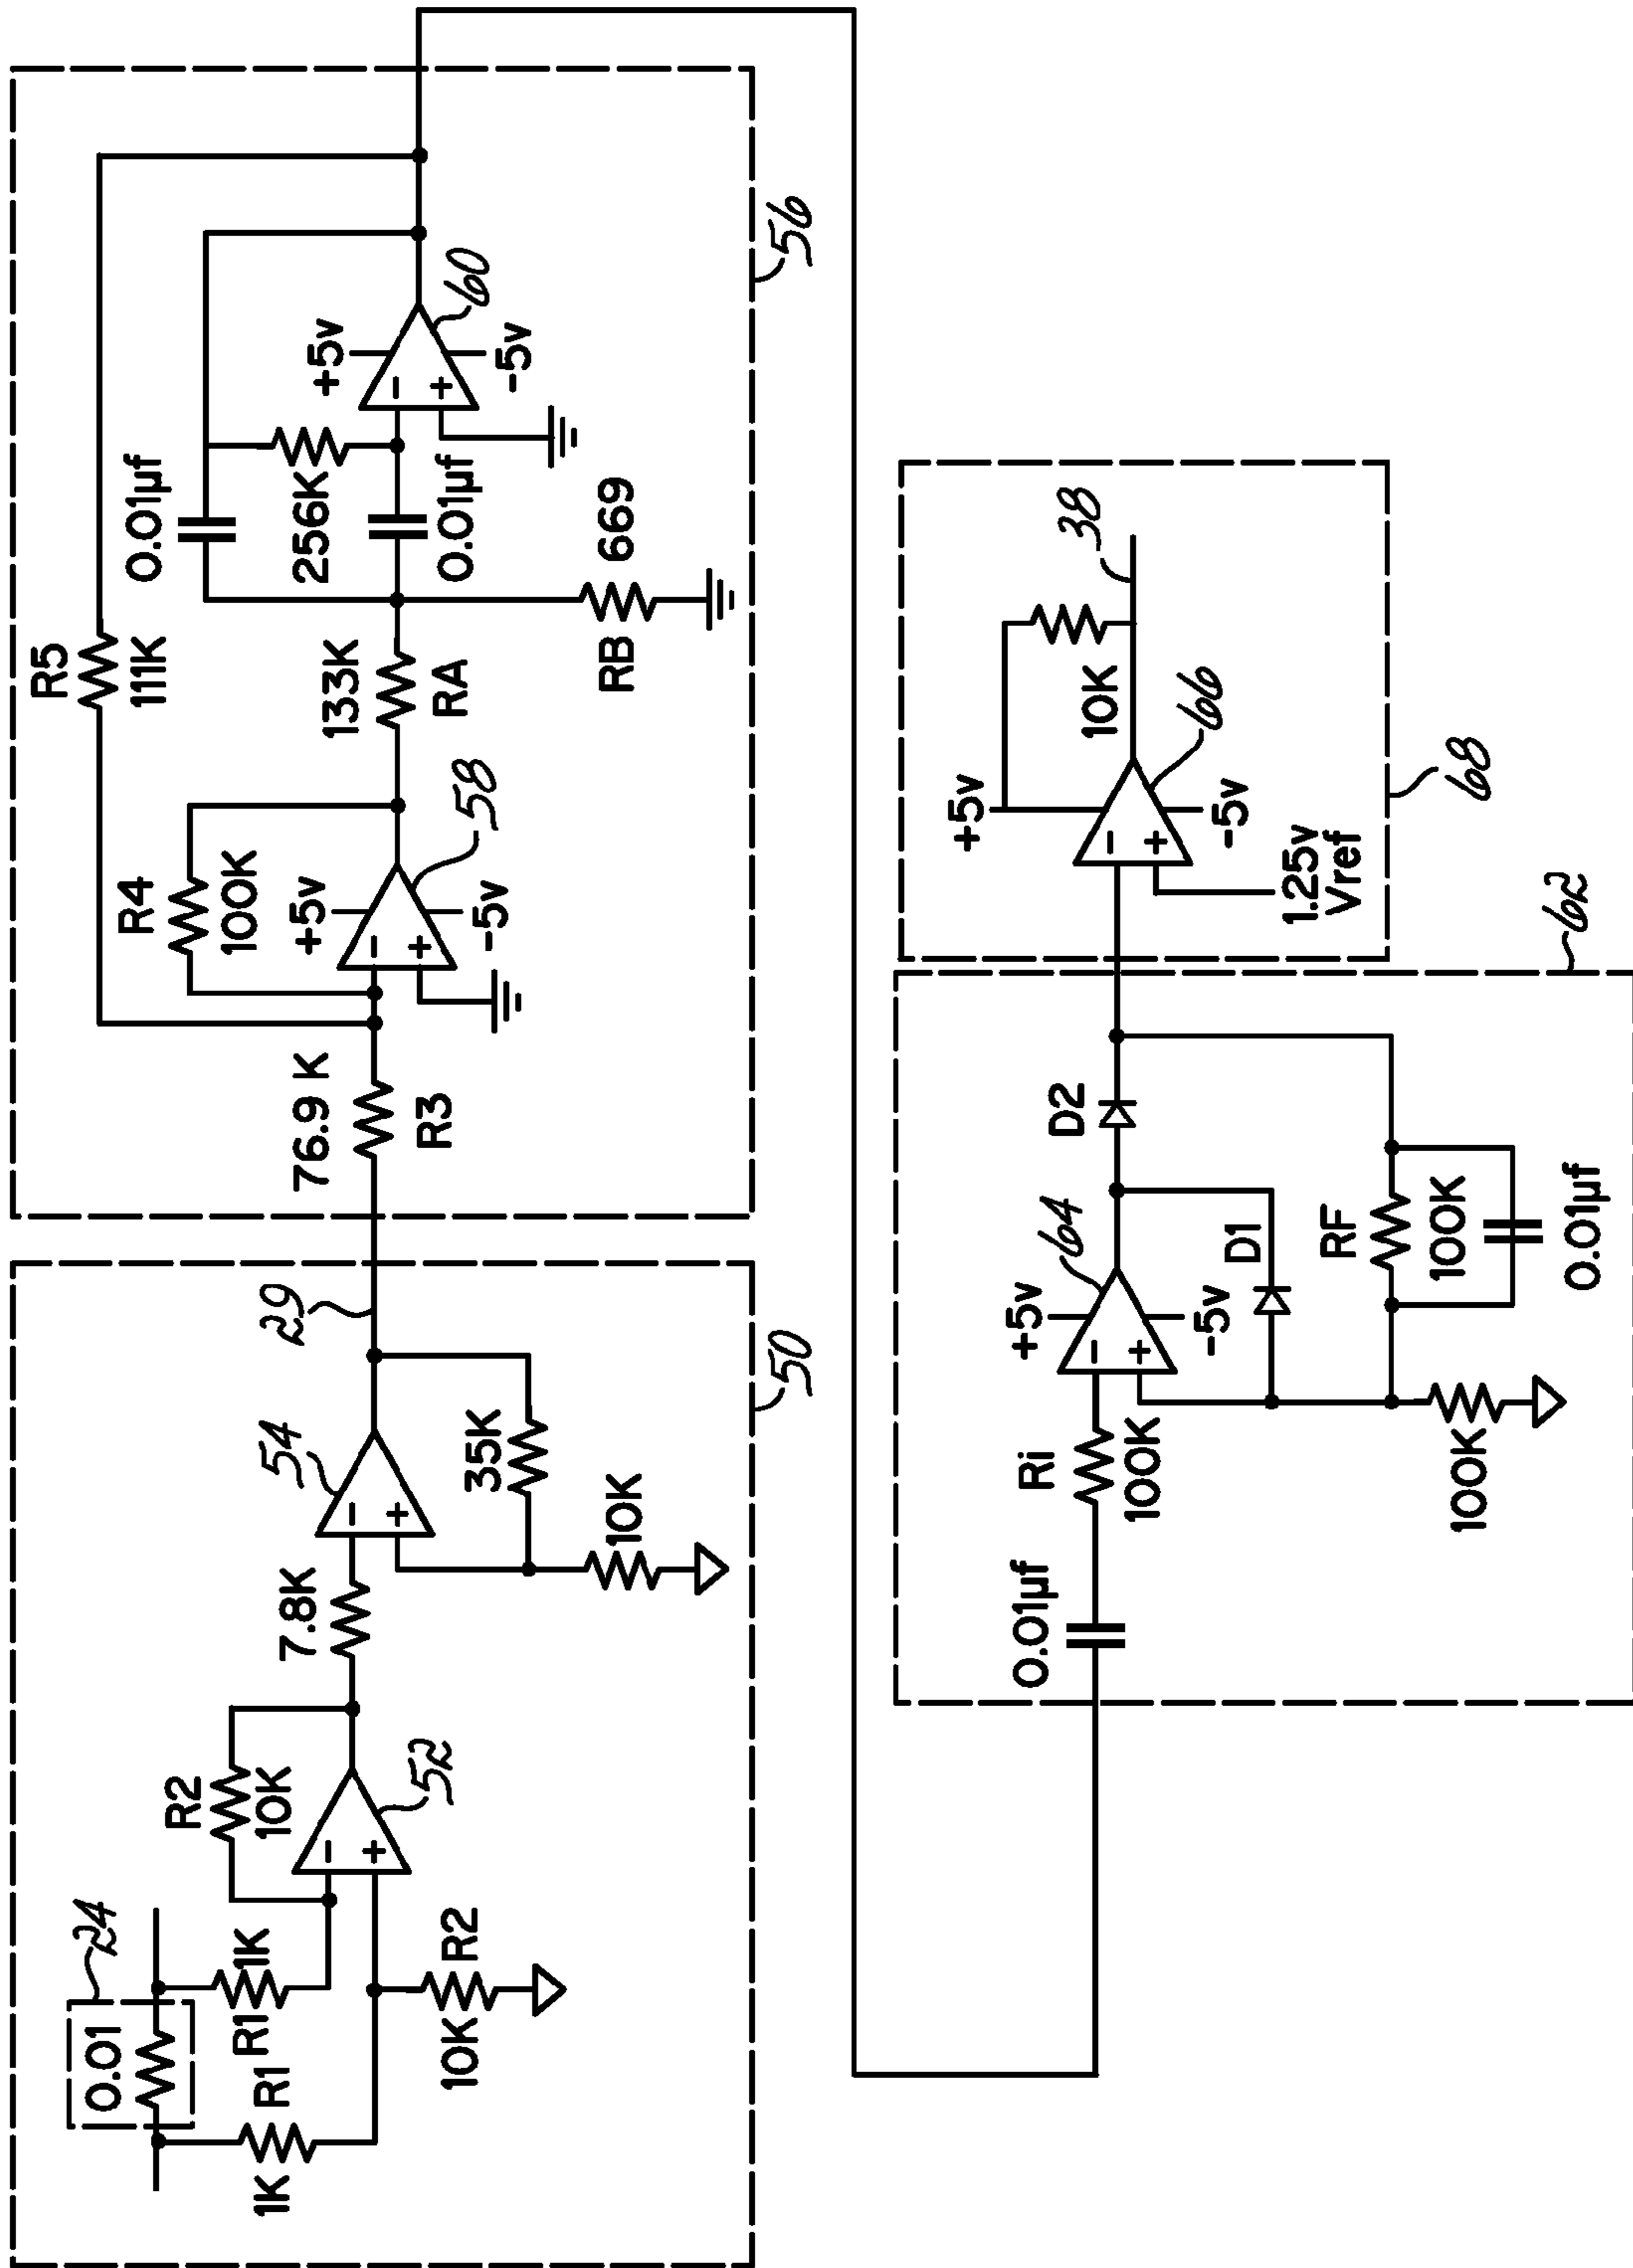 24
0.01
R1
1K
R1
1K
R2
10K
R2
10K
-
+
52
7.8K
-
+
54
35K
10K
29
50
76.9 K
R3
R4
100K
+5v
-
+
-5v
58
R5
111K
133K
RA
0.01µf
256K
0.01µf
RB 669
+5v
-
+
-5v
60
56
0.01µf
Ri
100K
+5v
-
+
-5v
64
D1
D2
RF
100K
0.01µf
100K
62
+5v
-
+
-5v
1.25v
Vref
66
10K
38
68